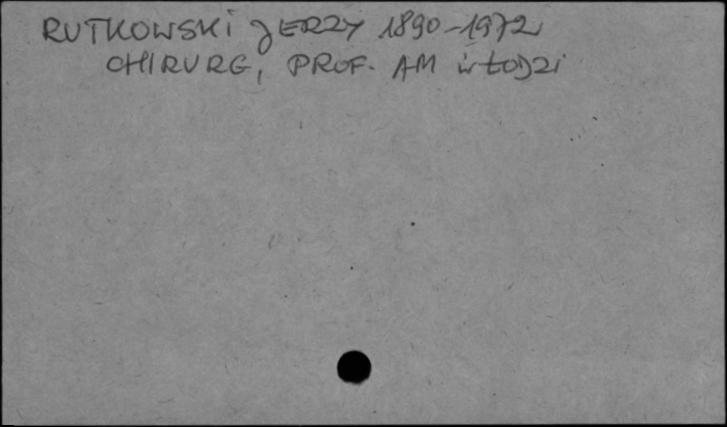 RUTKOWSKI JERZY 1890-1972
CHIRURG, PROF. AM w ŁODZI